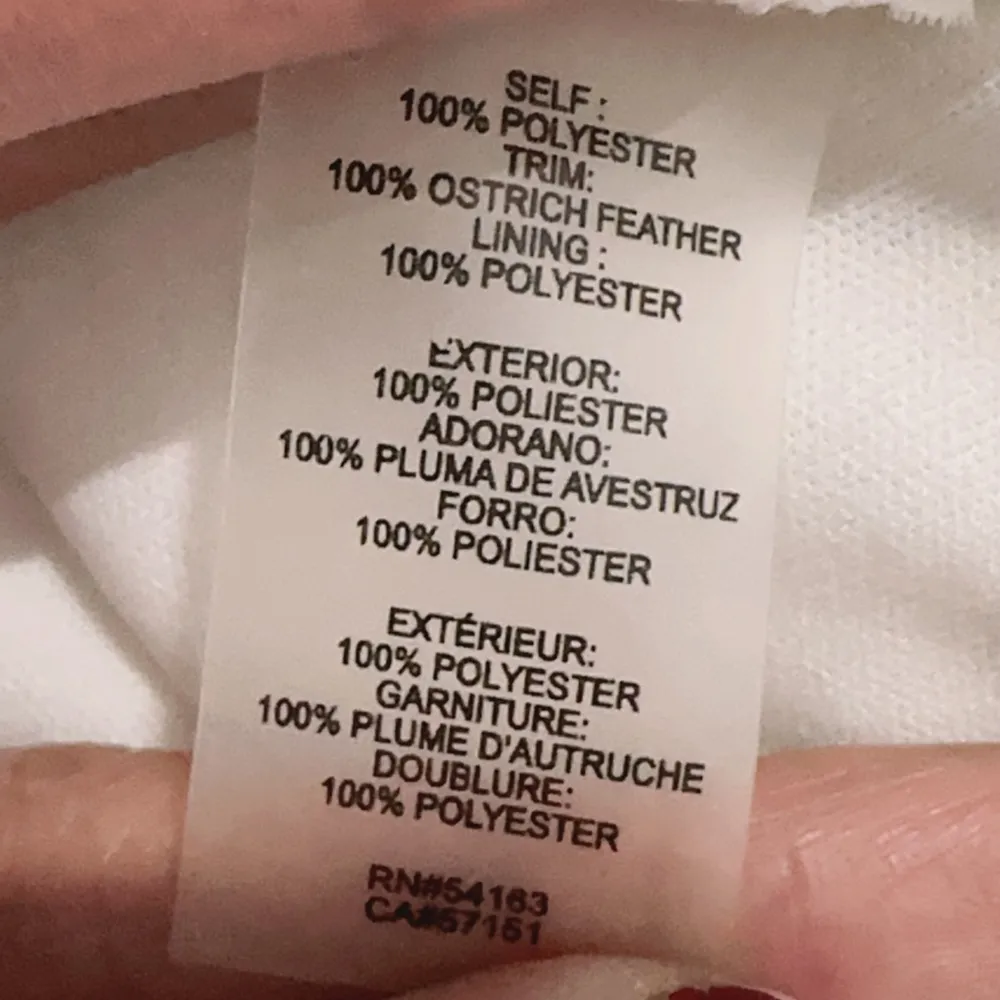 SELF :
100% POLYESTER
TRIM:
100% OSTRICH FEATHER
LINING :
100% POLYESTER
EXTERIOR:
100% POLIESTER
ADORANO:
100% PLUMA DE AVESTRUZ
FORRO:
100% POLIESTER
EXTÉRIEUR:
100% POLYESTER
GARNITURE:
100% PLUME D'AUTRUCHE
DOUBLURE:
100% POLYESTER
RN#54163
CA#57151